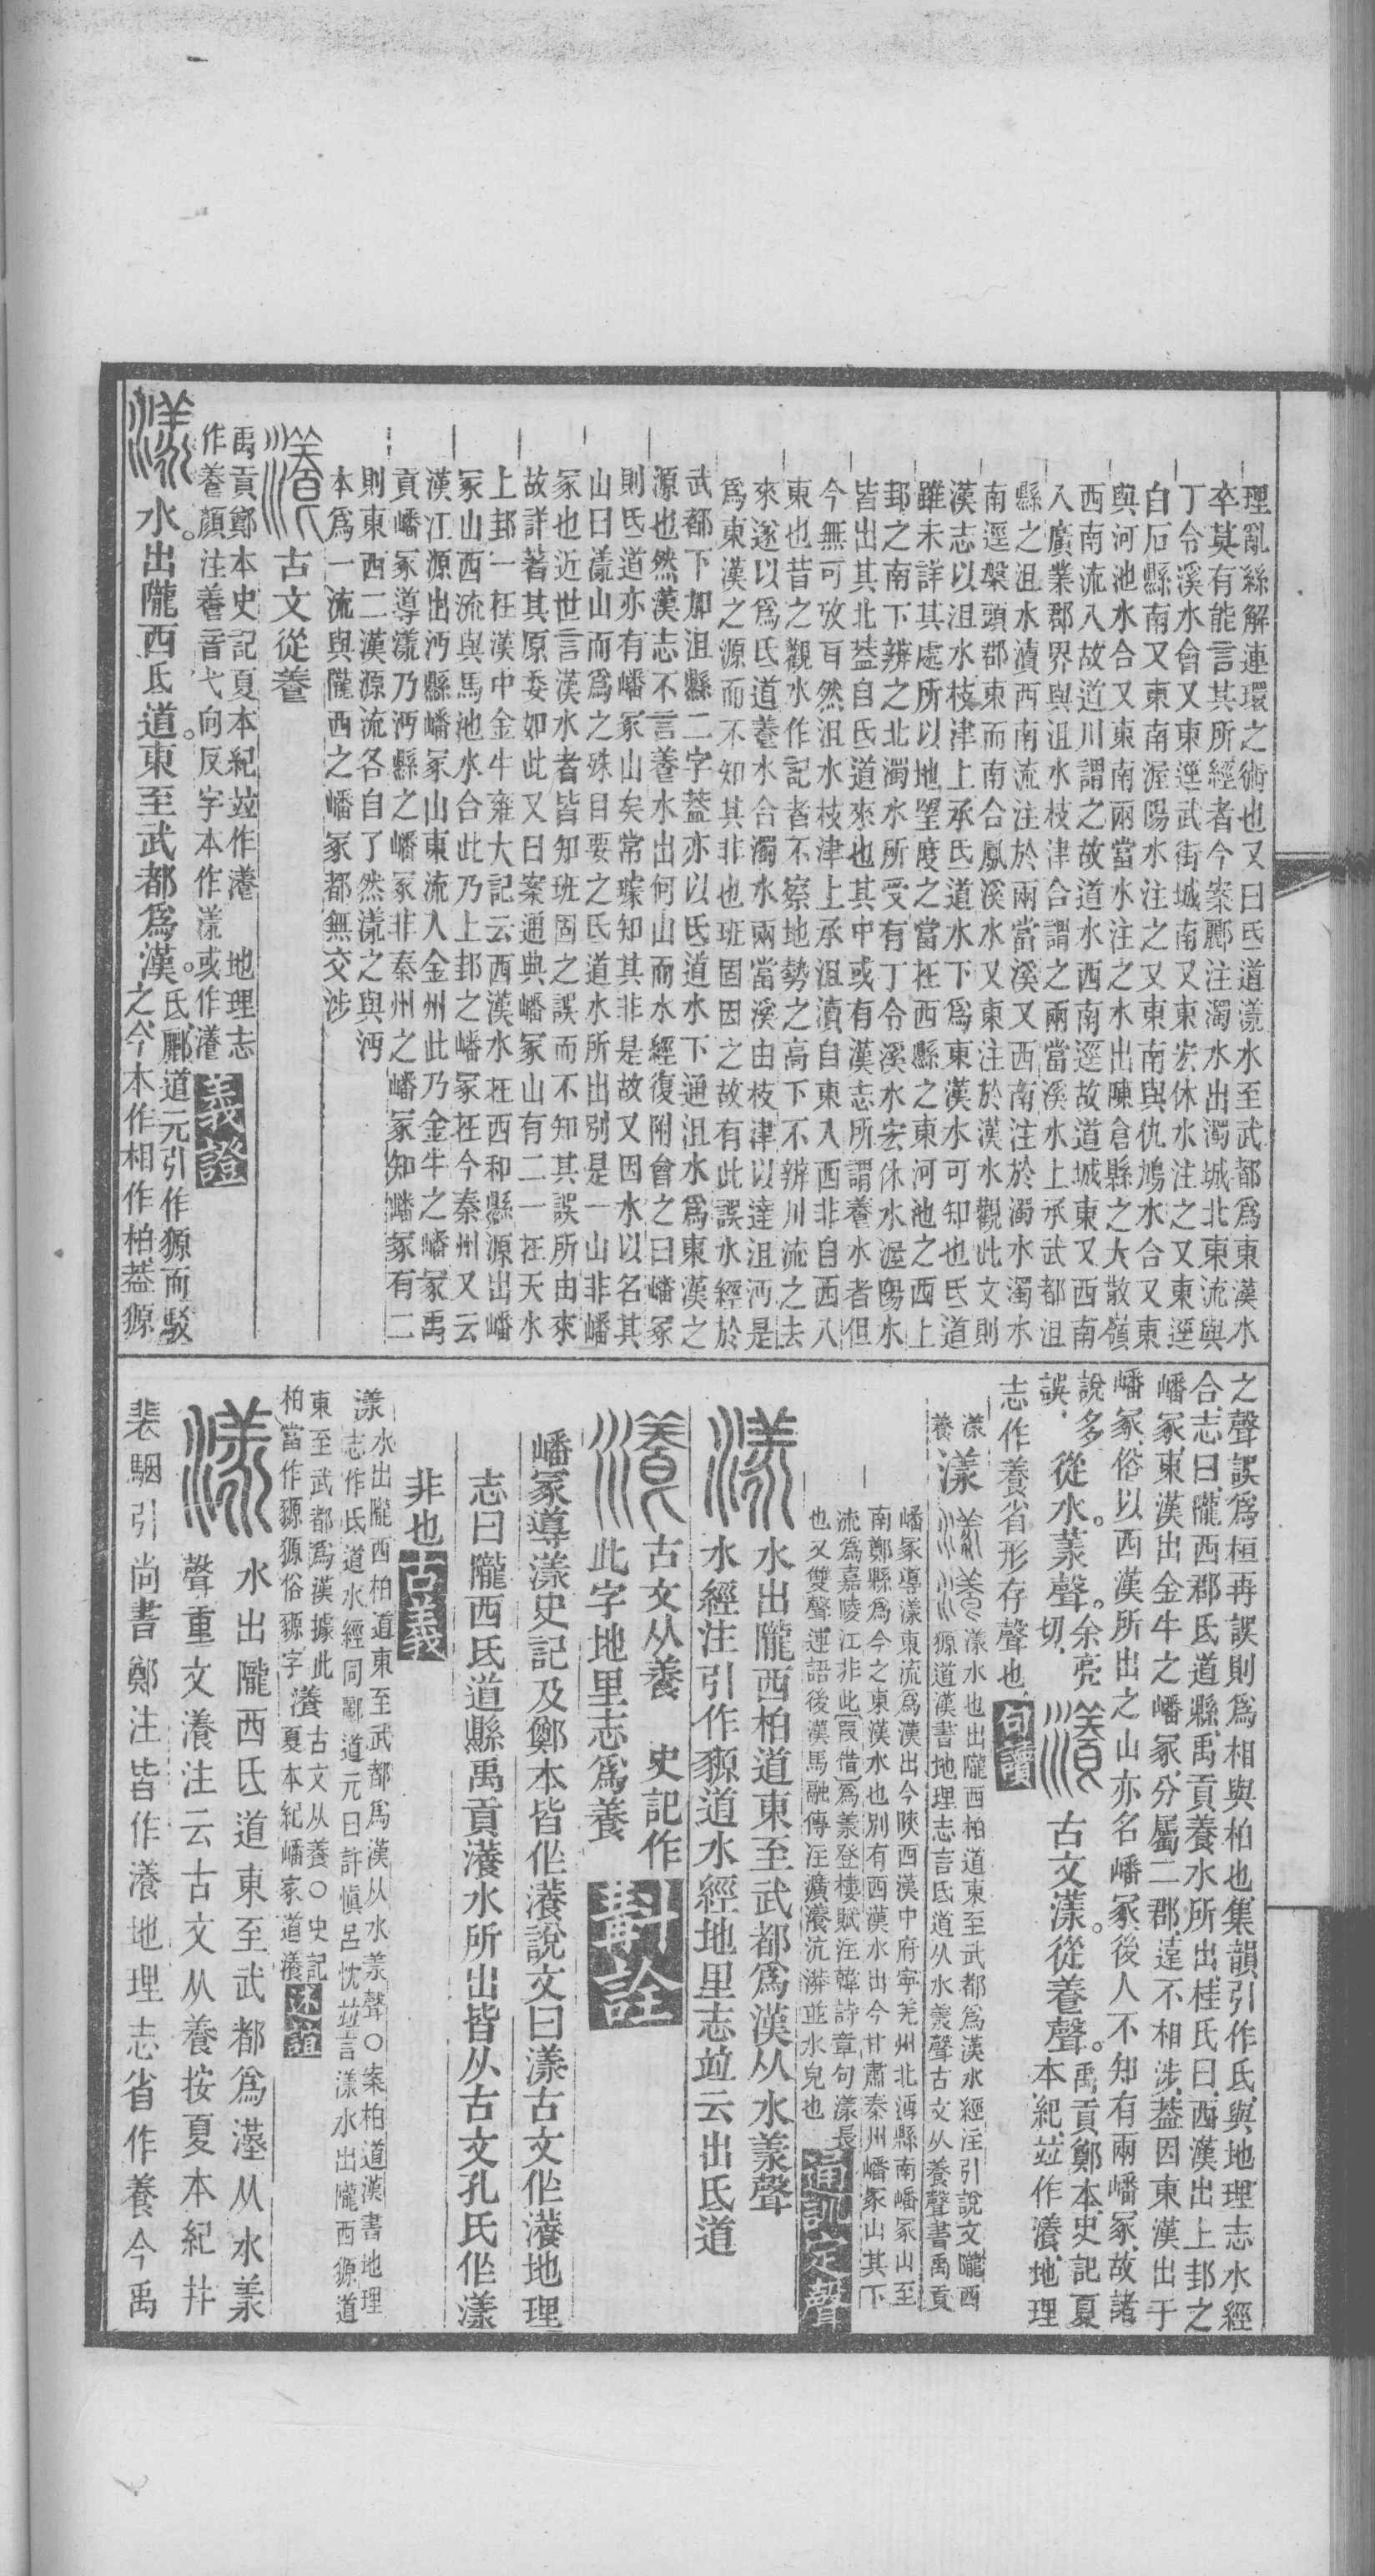 理亂絲解連環之術也又曰氐道漾水至武都爲東漢水
卒莫有能言其所經者今案酈注濁水出濁城北東流與
丁令溪水會又東逕武街城南又東宏休水注之又東逕
白石縣南又東南渥陽水注之又東南與仇鳩水合又東
與河池水合又東南兩當水注之水出陳倉縣之大散嶺
西南流入故道川謂之故道水西南逕故道城東又西南
入廣業郡界與沮水枝津合謂之兩當溪水上承武都沮
縣之沮水瀆西南流注於兩當溪又西南注於濁水濁水
南逕槃頭郡東而南合鳳溪水又東注於漢水觀此文則
漢志以沮水枝津上承氐道水下爲東漢水可知也氐道
雖未詳其處所以地望度之當在西縣之東河池之西上
邽之南下辨之北濁水所受有丁令溪水宏休水渥陽水
皆出其北葢自氐道來也其中或有漢志所謂養水者但
今無可攷耳然沮水枝津上承沮瀆自東入西非自西入
東也昔之觀水作記者不察地勢之高下不辨川流之去
來遂以爲氐道養水合濁水兩當溪由枝津以達沮沔是
爲東漢之源而不知其非也班固因之故有此誤水經於
武都下加沮縣二字葢亦以氐道水下通沮水爲東漢之
源也然漢志不言養水出何山而水經復附會之曰嶓冢
則氐道亦有嶓冢山矣常璩知其非是故又因水以名其
山曰漾山而爲之殊目要之氐道水所出別是一山非嶓
冢也近世言漢水者皆知班固之誤而不知其誤所由來
故詳著其原委如此又曰案通典嶓冢山有二一在天水
上邽一在漢中金牛雍大記云西漢水在西和縣源出嶓
冢山西流與馬池水合此乃上邽之嶓冢在今秦州又云
漢江源出沔縣嶓冢山東流入金州此乃金牛之嶓冢禹
貢嶓冢導漾乃沔縣之嶓冢非秦州之嶓冢知嶓冢有二
則東西二漢源流各自了然漾之與沔
本爲一流與隴西之嶓冢都無交涉
瀁古文從養
禹貢鄭本史記夏本紀竝作瀁 地理志
作養顏注養音弋向反字本作漾或作瀁 義證
漾水出隴西氐道東至武都爲漢氐酈道元引作豲而駁
之今本作相作柏葢豲
之聲誤爲桓再誤則爲相與柏也集韻引作氐與地理志水經
合志曰隴西郡氐道縣禹貢養水所出桂氏曰西漢出上邽之
嶓冢東漢出金牛之嶓冢分屬二郡遠不相涉葢因東漢出于
嶓冢俗以西漢所出之山亦名嶓冢後人不知有兩嶓冢故諸
說多誤從水羕聲余亮切瀁古文漾從養聲禹貢鄭本史記夏
本紀竝作瀁地理
志作養省形存聲也 句讀
漾養漾漾瀁漾水也出隴西柏道東至武都爲漢水經注引說文隴西
豲道漢書地理志言氐道从水羕聲古文从養聲書禹貢
嶓冢導漾東流爲漢出今陝西漢中府寧羌州北沔縣南嶓冢山至
南鄭縣爲今之東漢水也別有西漢水出今甘肅秦州嶓冢山其下
流爲嘉陵江非此叚借爲羕登樓賦注韓詩章句漾長
也又雙聲連語後漢馬融傳注瀇瀁沆漭竝水皃也 通訓定聲
漾水出隴西柏道東至武都爲漢从水羕聲
水經注引作豲道水經地里志竝云出氐道
瀁古文从養 史記作
此字地里志爲養 斠詮
嶓冢導漾史記及鄭本皆作瀁說文曰漾古文作瀁地理
志曰隴西氐道縣禹貢瀁水所出皆从古文孔氏作漾
非也 古義
漾水出隴西柏道東至武都爲漢从水羕聲○案柏道漢書地理
志作氐道水經同酈道元曰許愼呂忱竝言漾水出隴西豲道
東至武都爲漢據此
柏當作豲豲俗豲字瀁古文从養○史記
夏本紀嶓冢道瀁 述誼
漾水出隴西氐道東至武都爲漢从水羕
聲重文瀁注云古文从養按夏本紀幷
裴駰引尚書鄭注皆作瀁地理志省作養今禹